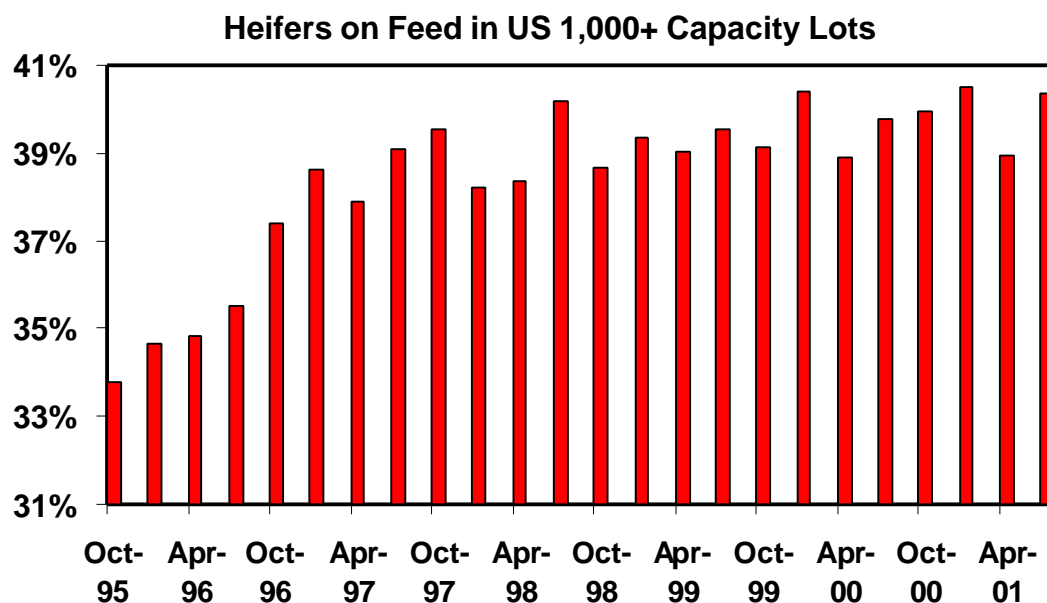 Heifers on Feed in US 1,000+ Capacity Lots
41%
39%
37%
35%
33%
31%
Oct- Apr- Oct- Apr- Oct- Apr- Oct- Apr- Oct- Apr- Oct- Apr-
95 96 96 97 97 98 98 99 99 00 00 01